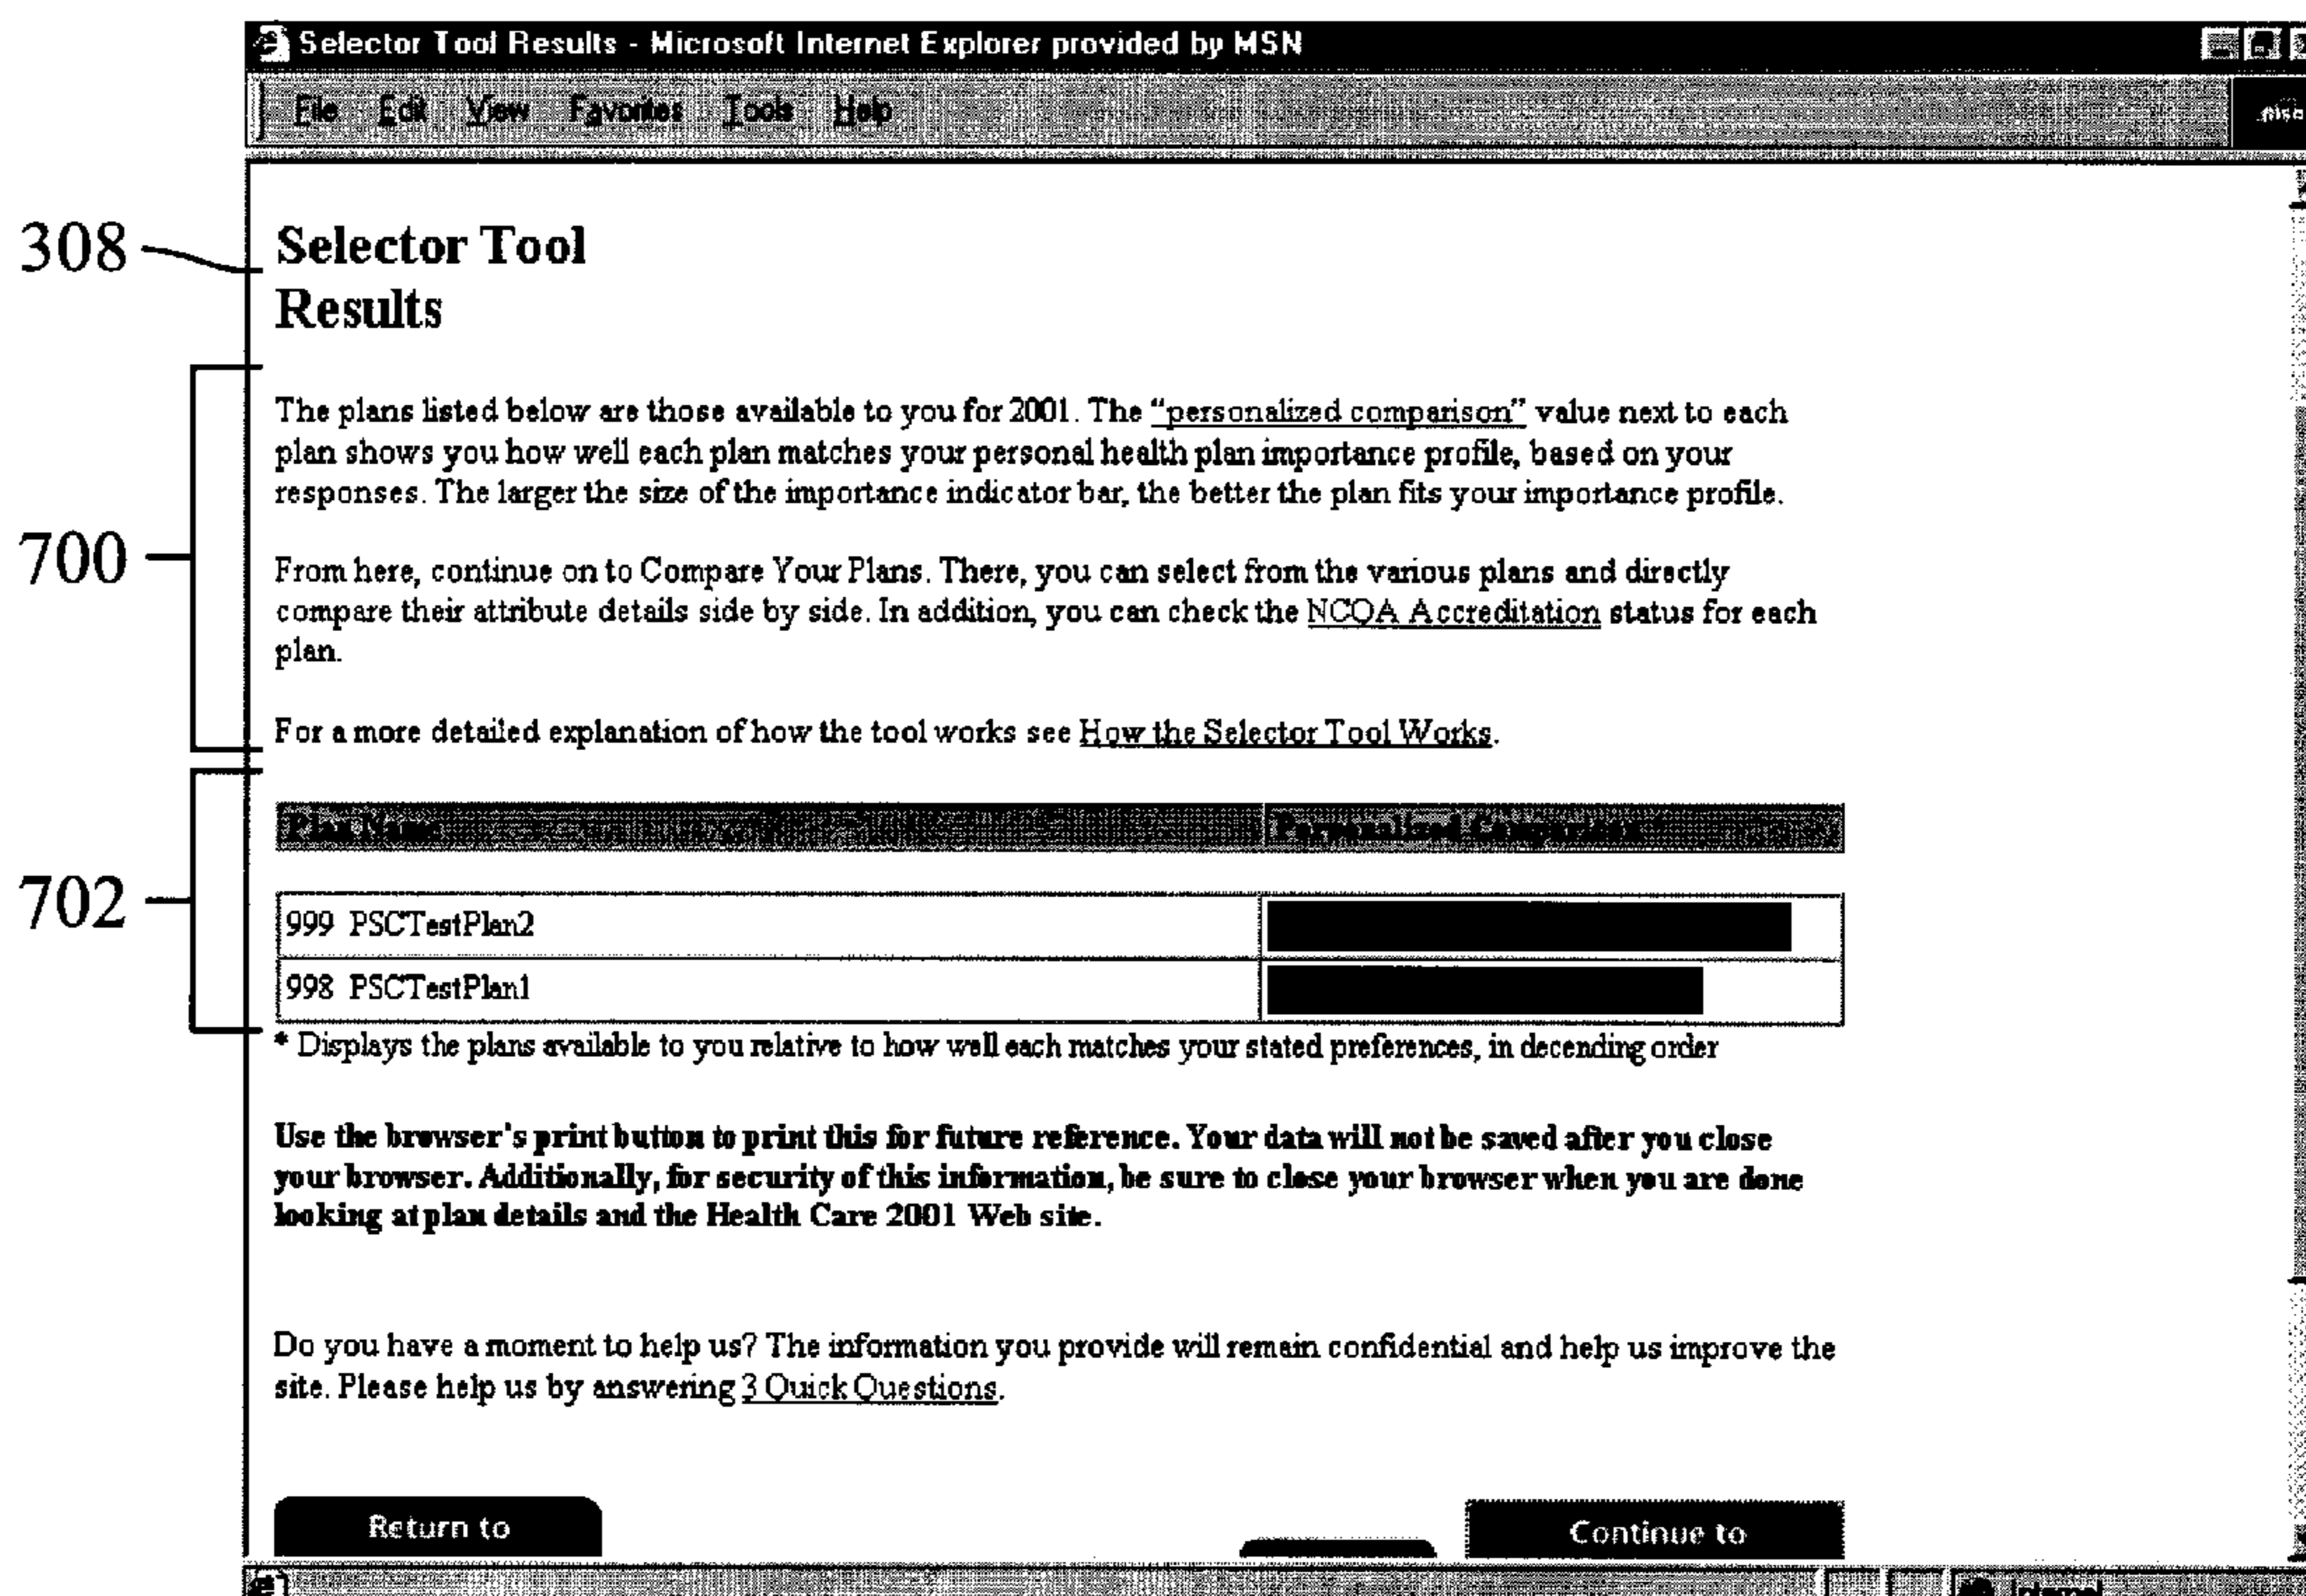 Selector Tool Results - Microsoft Internet Explorer provided by MSN
File Edit View Favorites Tools Help
308
Selector Tool
Results
The plans listed below are those available to you for 2001. The "personalized comparison" value next to each
plan shows you how well each plan matches your personal health plan importance profile, based on your
responses. The larger the size of the importance indicator bar, the better the plan fits your importance profile.
700
From here, continue on to Compare Your Plans. There, you can select from the various plans and directly
compare their attribute details side by side. In addition, you can check the NCQA Accreditation status for each
plan.
For a more detailed explanation of how the tool works see How the Selector Tool Works.
Plan Name Personalized Comparison
702
999 PSCTestPlan2
998 PSCTestPlan1
* Displays the plans available to you relative to how well each matches your stated preferences, in decending order
Use the browser's print button to print this for future reference. Your data will not be saved after you close
your browser. Additionally, for security of this information, be sure to close your browser when you are done
looking at plan details and the Health Care 2001 Web site.
Do you have a moment to help us? The information you provide will remain confidential and help us improve the
site. Please help us by answering 3 Quick Questions.
Return to
Continue to
Internet